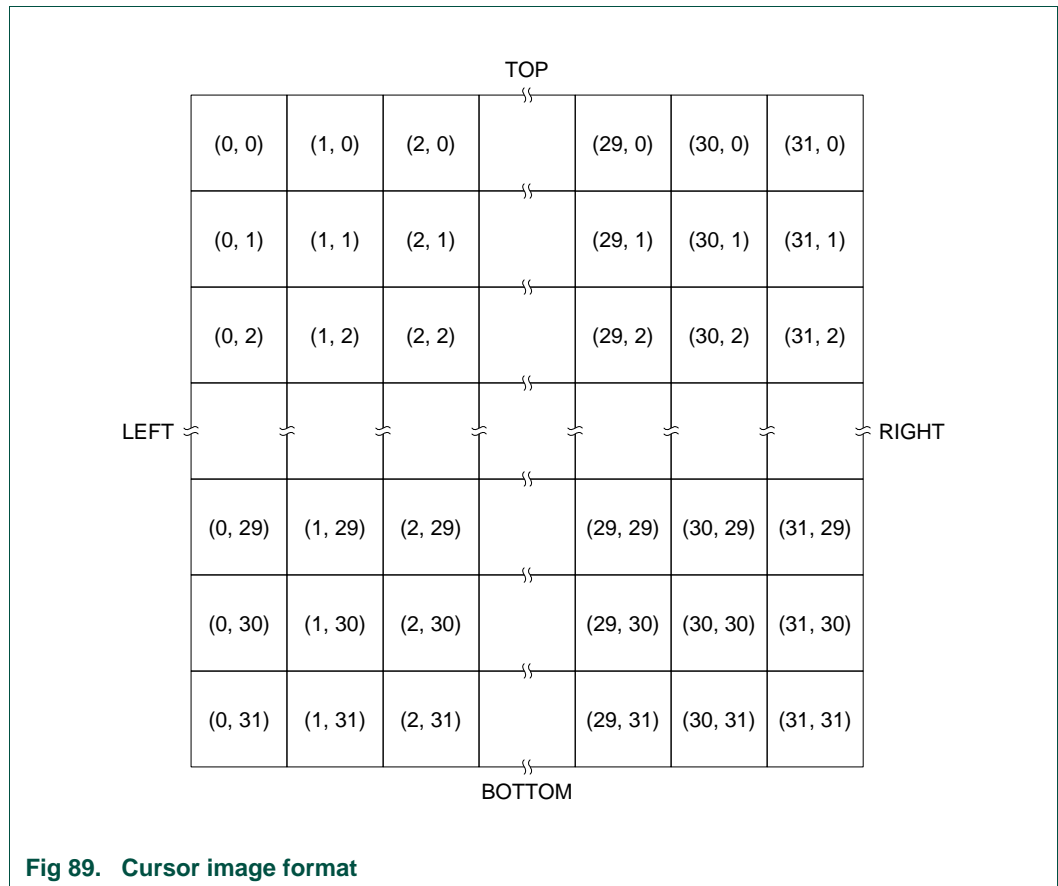 TOP
(0, 0) (1, 0) (2, 0) (29, 0) (30, 0) (31, 0)
(0, 1) (1, 1) (2, 1) (29, 1) (30, 1) (31, 1)
(0, 2) (1, 2) (2, 2) (29, 2) (30, 2) (31, 2)
LEFT RIGHT
(0, 29) (1, 29) (2, 29) (29, 29) (30, 29) (31, 29)
(0, 30) (1, 30) (2, 30) (29, 30) (30, 30) (31, 30)
(0, 31) (1, 31) (2, 31) (29, 31) (30, 31) (31, 31)
BOTTOM
Fig 89. Cursor image format